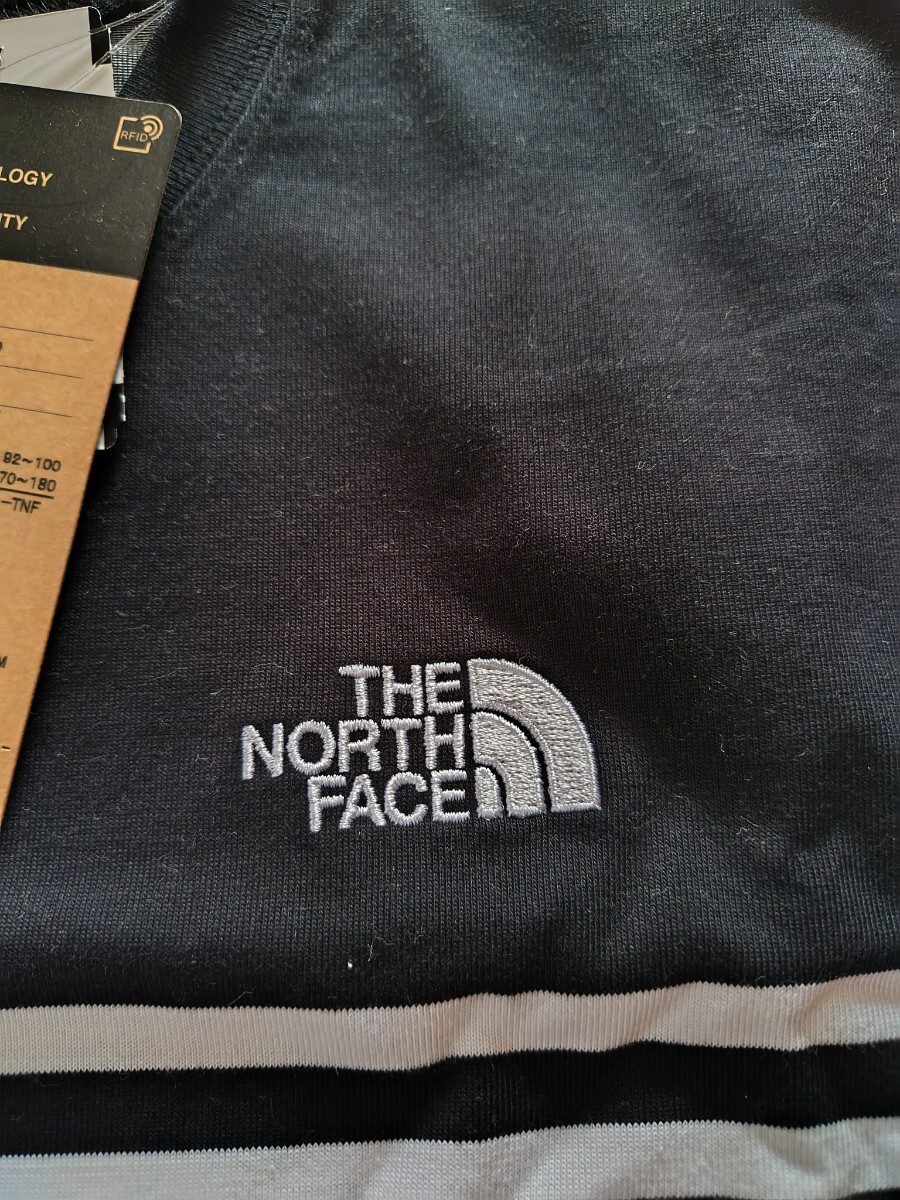 RFID
LOGY
ITY
92~100
70~180
-TNF
M
THE
NORTH
FACE